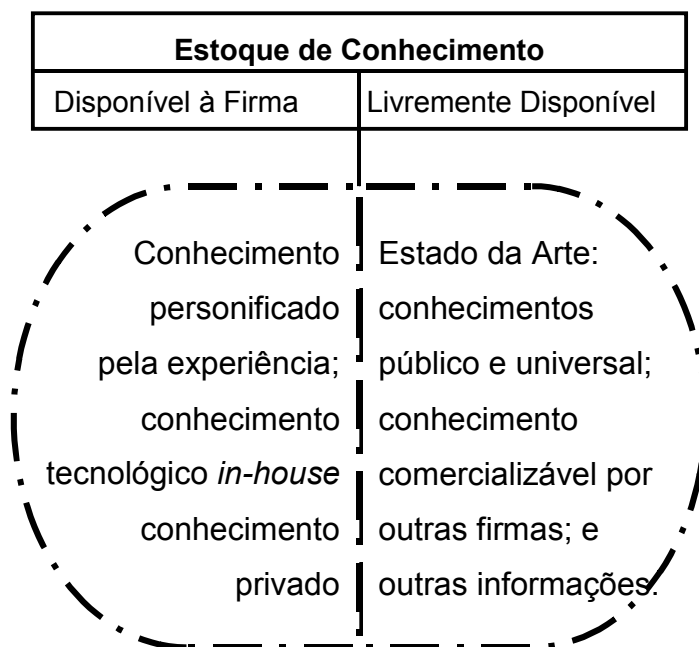 Estoque de Conhecimento
Disponível à Firma
Livremente Disponível
Conhecimento
personificado
pela experiência;
conhecimento
tecnológico in-house
conhecimento
privado
Estado da Arte:
conhecimentos
público e universal;
conhecimento
comercializável por
outras firmas; e
outras informações.